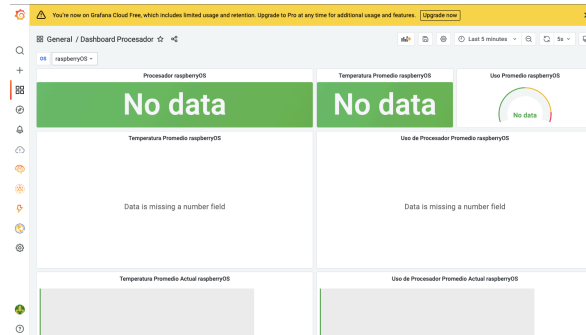 You're now on Grafana Cloud Free, which includes limited usage and retention. Upgrade to Pro at any time for additional usage and features. Upgrade now
General / Dashboard Procesador
Last 5 minutes
5s
OS raspberryOS
Procesador raspberryOS
Temperatura Promedio raspberryOS
Uso Promedio raspberryOS
No data
No data
No data
Temperatura Promedio raspberryOS
Uso de Procesador Promedio raspberryOS
Data is missing a number field
Data is missing a number field
Temperatura Promedio Actual raspberryOS
Uso de Procesador Promedio Actual raspberryOS